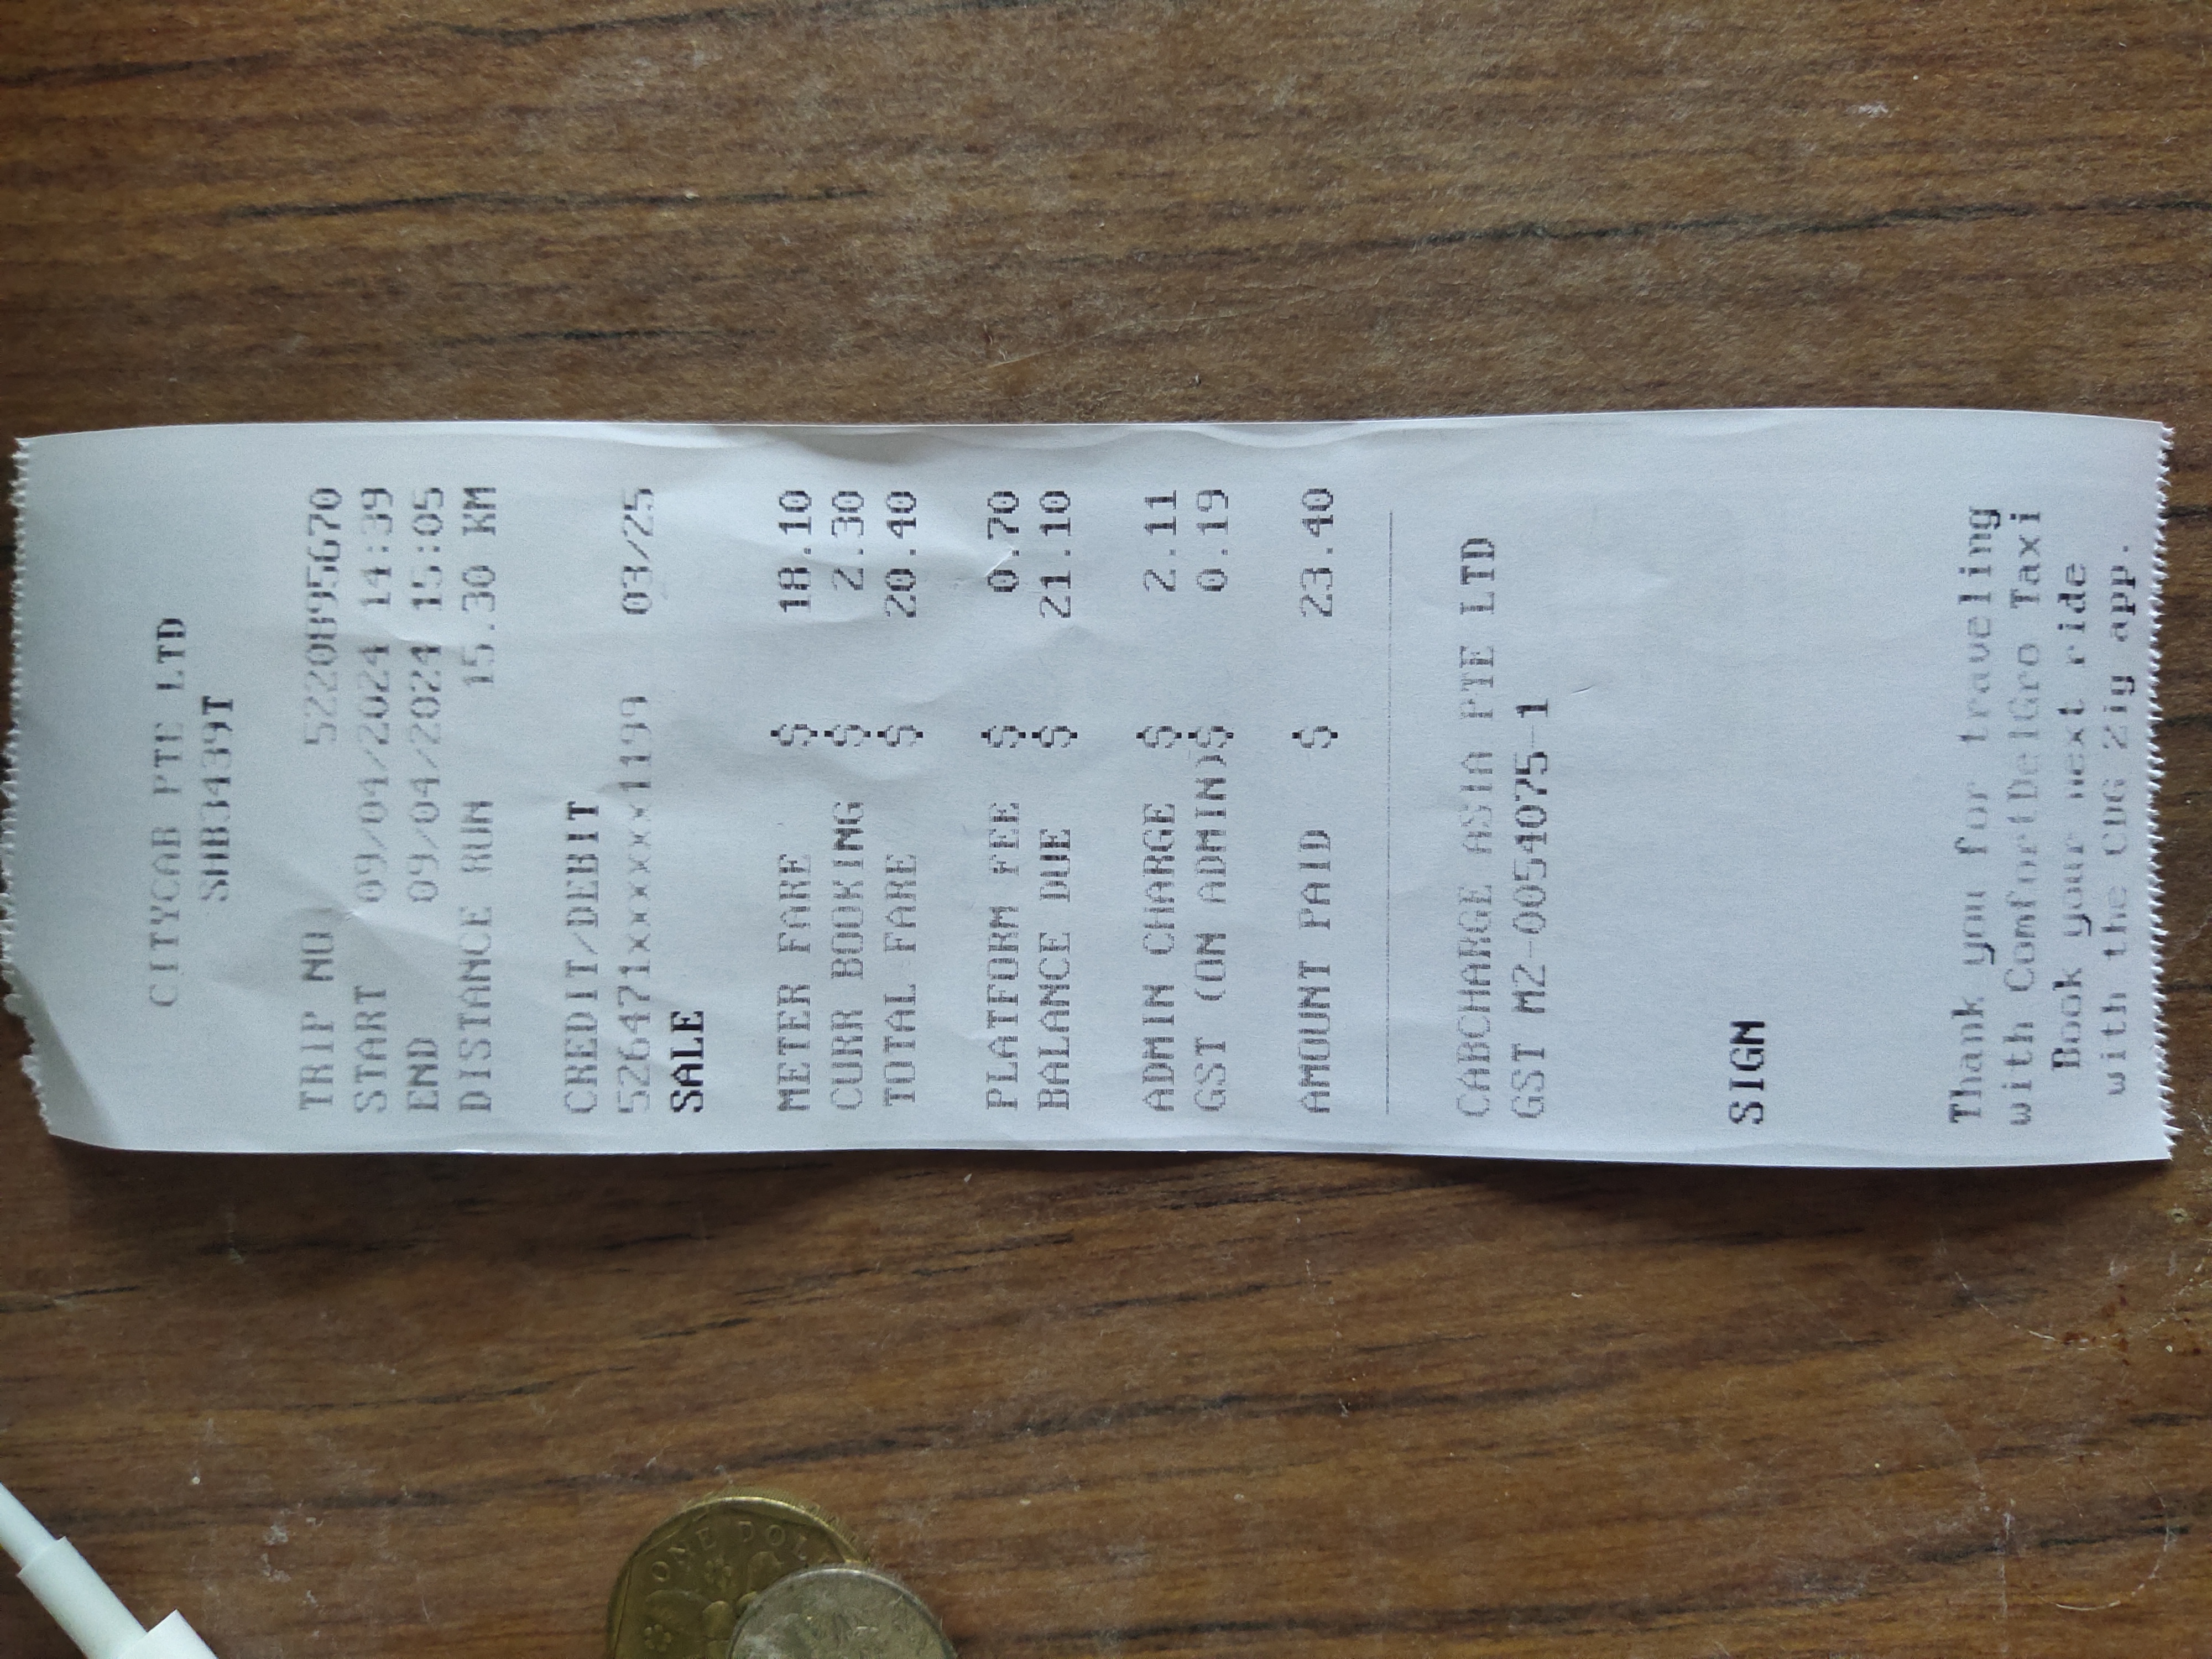 CITYCAB PTE LTD
SHB3439T
TRIP NO 5220895670
START 09/04/2024 14:39
END 09/04/2024 15:05
DISTANCE RUN 15.30 KM
CREDIT/DEBIT
526471xxxxxx1199 03/25
SALE
METER FARE $ 18.10
CURR BOOKING $ 2.30
TOTAL FARE $ 20.40
PLATFORM FEE $ 0.70
BALANCE DUE $ 21.10
ADMIN CHARGE $ 2.11
GST (ON ADMIN)$ 0.19
AMOUNT PAID $ 23.40
CABCHARGE ASIA PTE LTD
GST M2-0054075-1
SIGN
Thank you for traveling
with ComfortDelGro Taxi
Book your next ride
with the CDG Zig app.
ONE